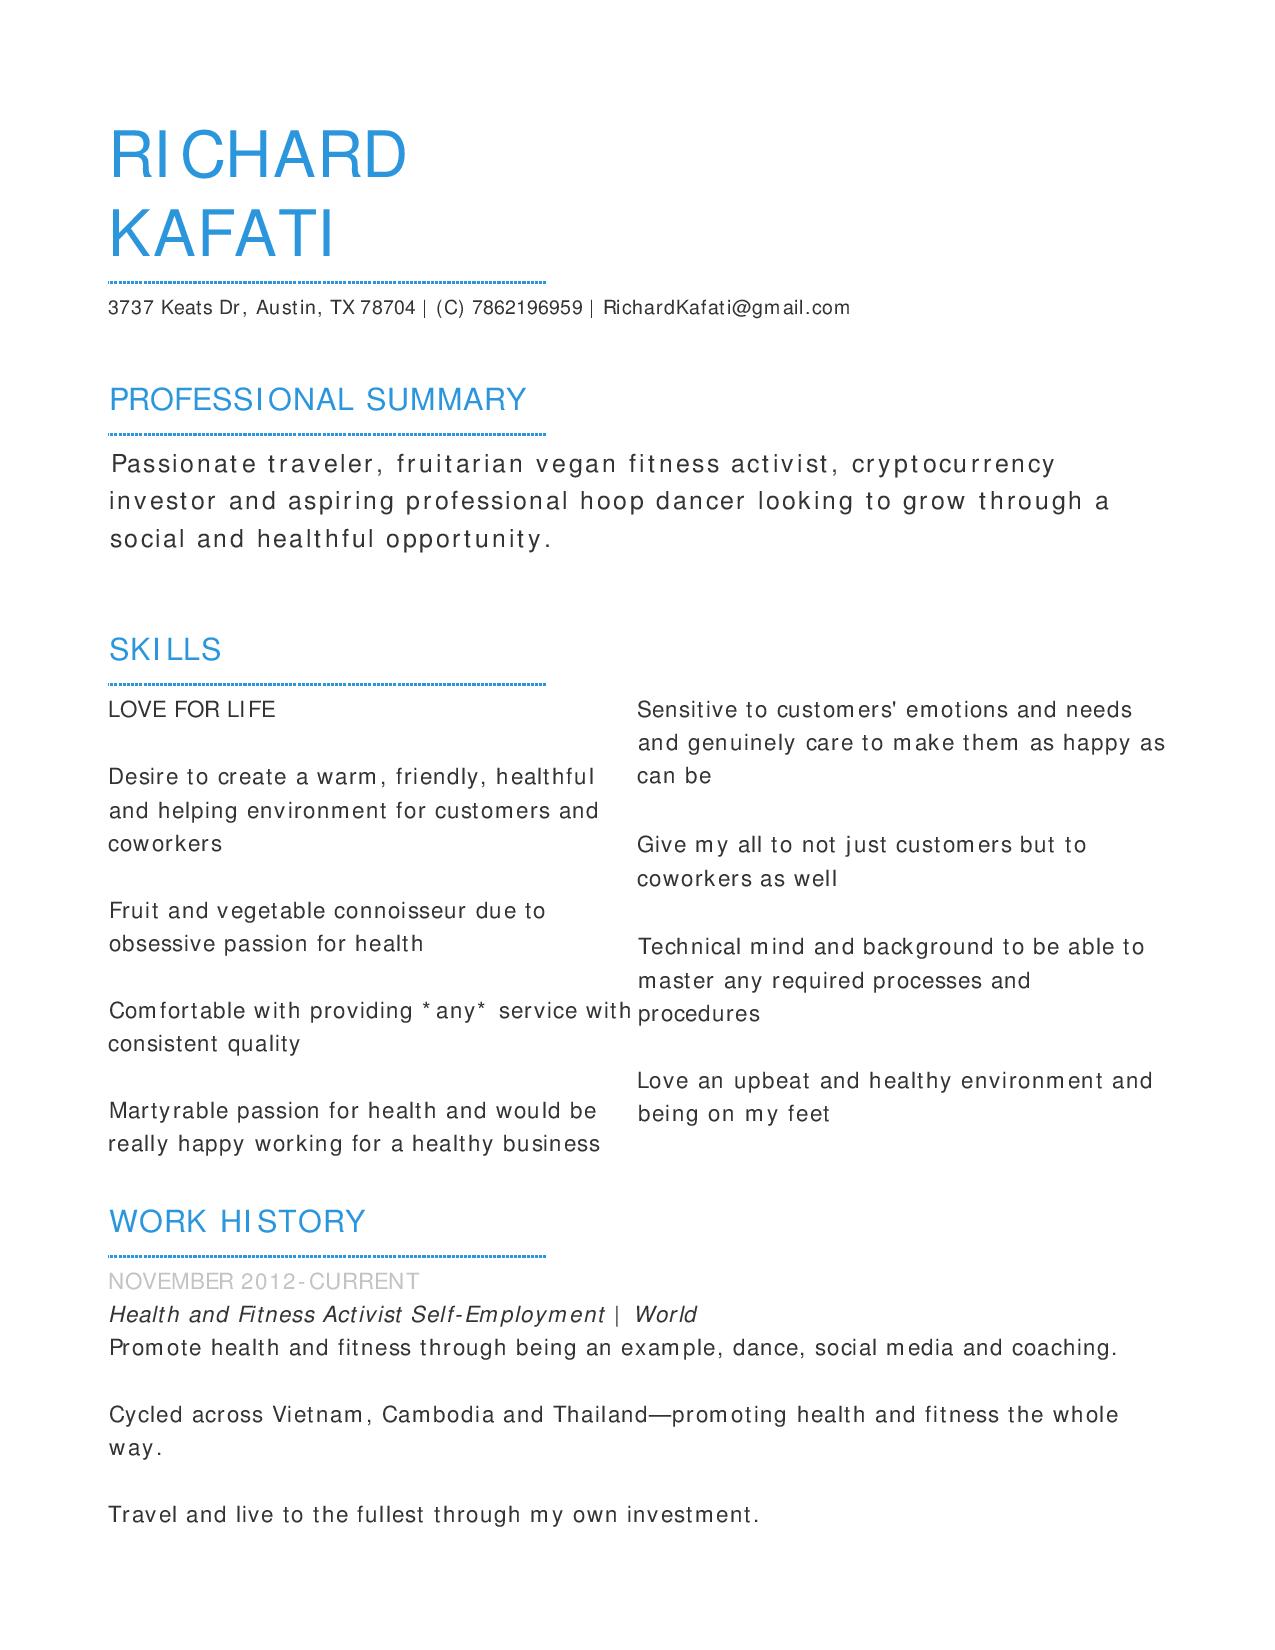 RICHARD
KAFATI
3737 Keats Dr, Austin, TX 78704 | (C) 7862196959 | RichardKafati@gmail.com
PROFESSIONAL SUMMARY
Passionate traveler, fruitarian vegan fitness activist, cryptocurrency
investor and aspiring professional hoop dancer looking to grow through a
social and healthful opportunity.
SKILLS
LOVE FOR LIFE
Desire to create a warm, friendly, healthful
and helping environment for customers and
coworkers
Fruit and vegetable connoisseur due to
obsessive passion for health
Comfortable with providing *any* service with
consistent quality
Martyrable passion for health and would be
really happy working for a healthy business
Sensitive to customers' emotions and needs
and genuinely care to make them as happy as
can be
Give my all to not just customers but to
coworkers as well
Technical mind and background to be able to
master any required processes and
procedures
Love an upbeat and healthy environment and
being on my feet
WORK HISTORY
NOVEMBER 2012-CURRENT
Health and Fitness Activist Self-Employment | World
Promote health and fitness through being an example, dance, social media and coaching.
Cycled across Vietnam, Cambodia and Thailand—promoting health and fitness the whole
way.
Travel and live to the fullest through my own investment.